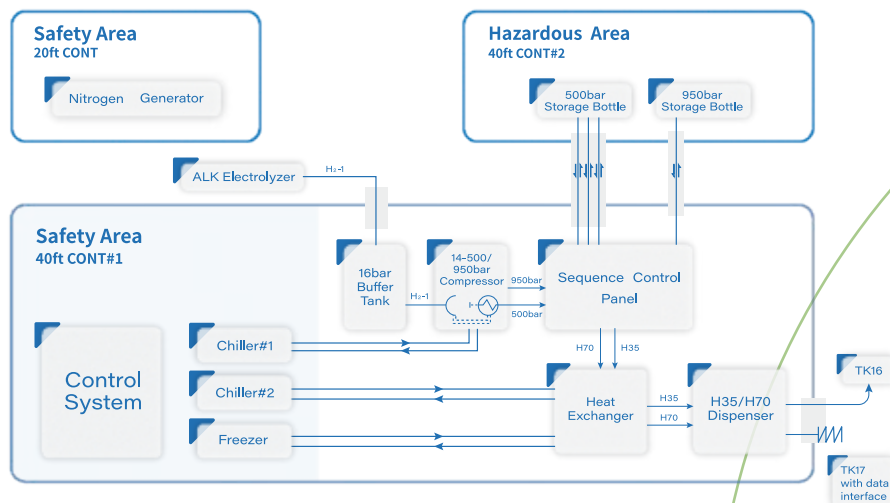 Safety Area
20ft CONT
Nitrogen Generator
Hazardous Area
40ft CONT#2
500bar
Storage Bottle
950bar
Storage Bottle
ALK Electrolyzer
H₂-1
Safety Area
40ft CONT#1
16bar
Buffer
Tank
H₂-1
14-500/
950bar
Compressor
950bar
500bar
Sequence Control
Panel
H70
H35
Control
System
Chiller#1
Chiller#2
Freezer
Heat
Exchanger
H35
H70
H35/H70
Dispenser
TK16
TK17
with data
interface